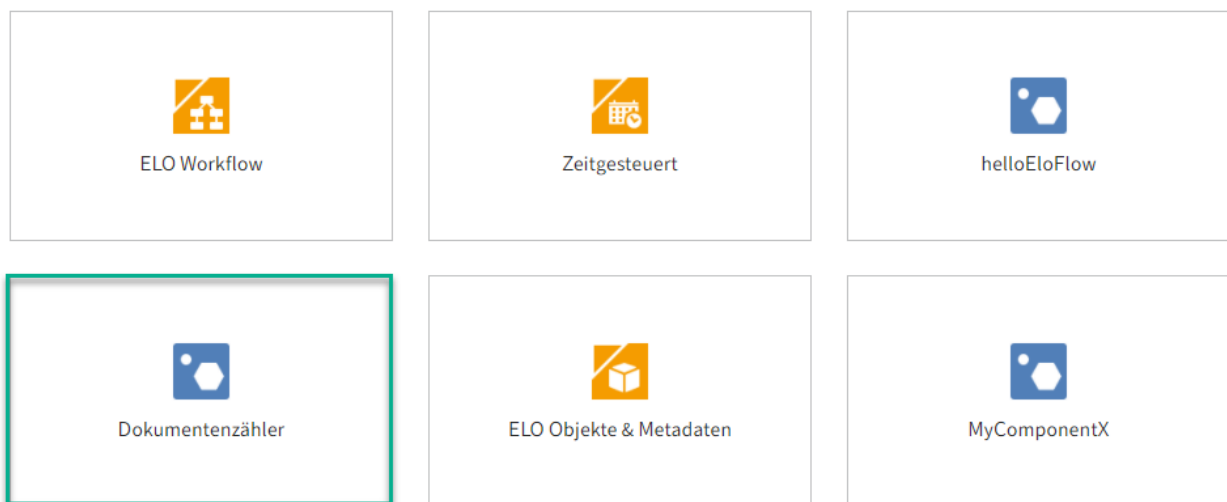 ELO Workflow
Zeitgesteuert
helloEloFlow
Dokumentenzähler
ELO Objekte & Metadaten
MyComponentX